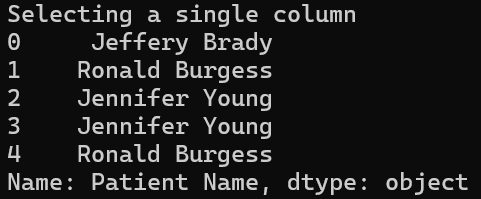 Selecting a single column
0     Jeffery Brady
1    Ronald Burgess
2    Jennifer Young
3    Jennifer Young
4    Ronald Burgess
Name: Patient Name, dtype: object